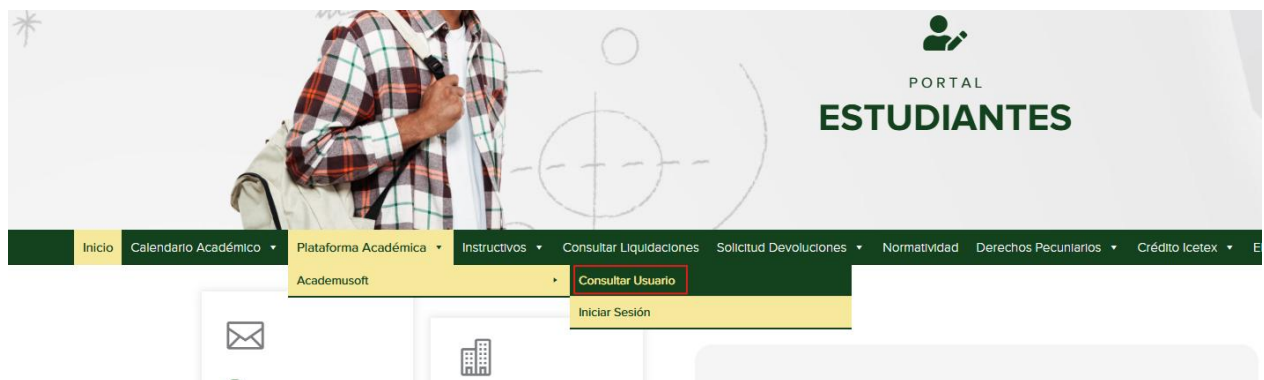 PORTAL
ESTUDIANTES
Inicio Calendario Académico Plataforma Académica Instructivos Consultar Liquidaciones Solicitud Devoluciones Normatividad Derechos Pecuniarios Crédito Icetex
Academusoft Consultar Usuario
Iniciar Sesión